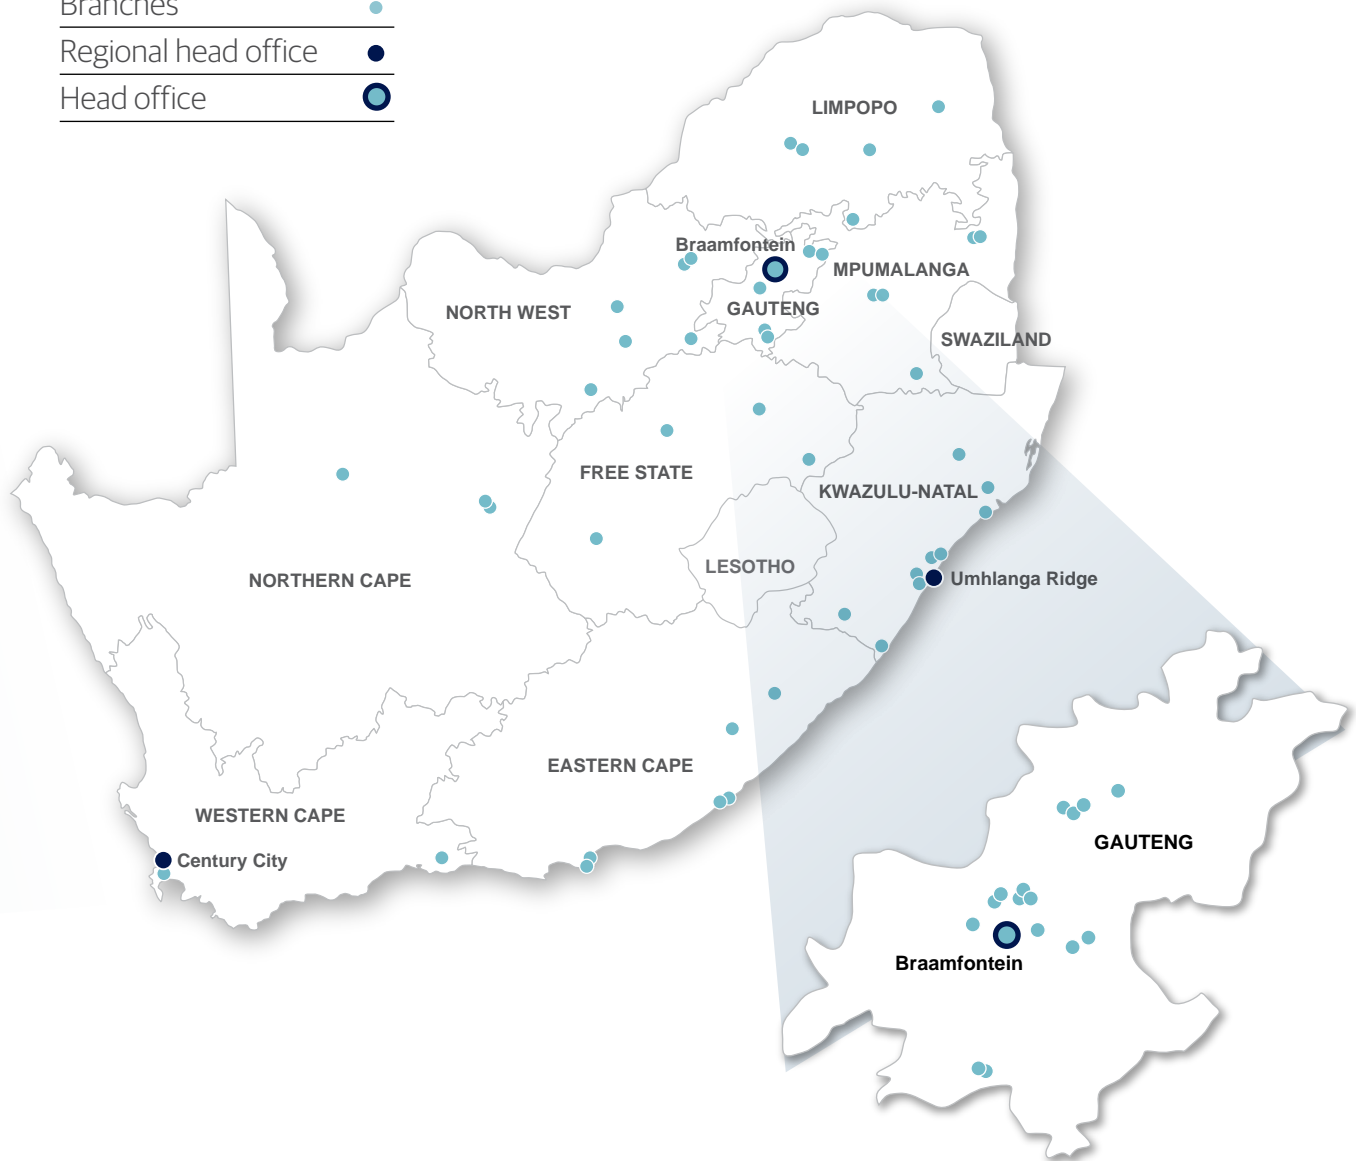 Branches
Regional head office
Head office
LIMPOPO
Braamfontein
MPUMALANGA
NORTH WEST
GAUTENG
SWAZILAND
FREE STATE
KWAZULU-NATAL
LESOTHO
NORTHERN CAPE
Umhlanga Ridge
EASTERN CAPE
WESTERN CAPE
Century City
GAUTENG
Braamfontein